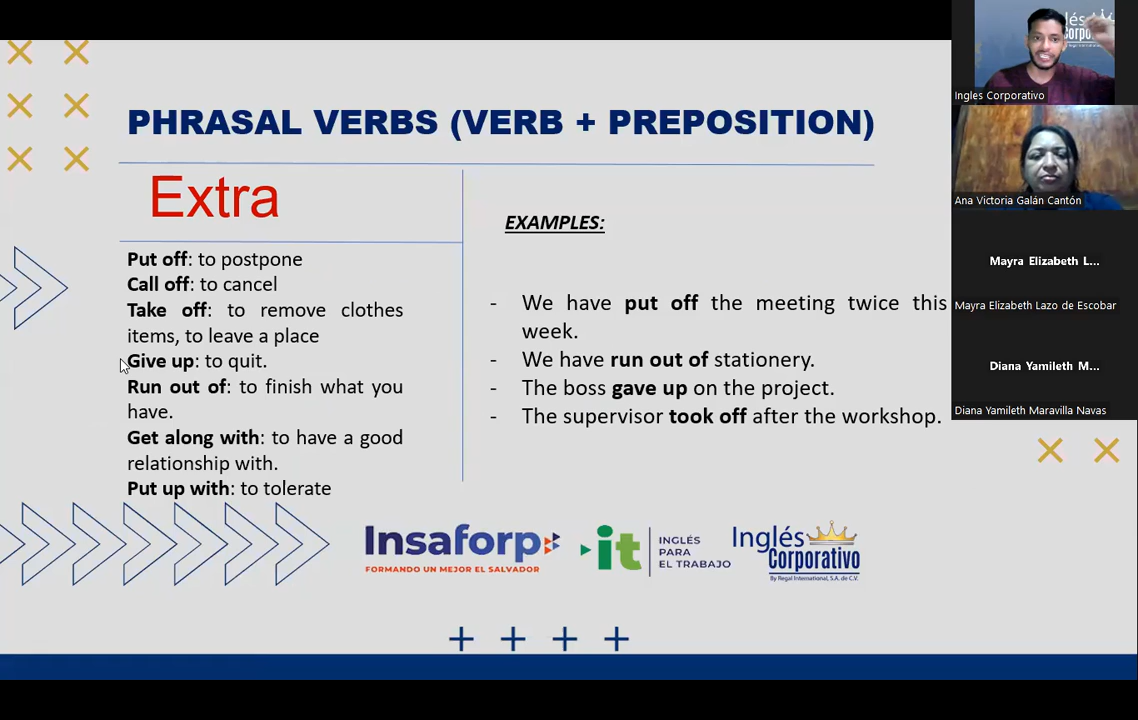 PHRASAL VERBS (VERB + PREPOSITION)
Extra
Put off: to postpone
Call off: to cancel
Take off: to remove clothes
items, to leave a place
Give up: to quit.
Run out of: to finish what you
have.
Get along with: to have a good
relationship with.
Put up with: to tolerate
EXAMPLES:
- We have put off the meeting twice this
week.
- We have run out of stationery.
- The boss gave up on the project.
- The supervisor took off after the workshop.
Insaforp
FORMANDO UN MEJOR EL SALVADOR
it
INGLÉS
PARA
EL TRABAJO
Inglés
Corporativo
By Regal International, S.A. de C.V.
Ingles Corporativo
Ana Victoria Galán Cantón
Mayra Elizabeth L...
Mayra Elizabeth Lazo de Escobar
Diana Yamileth M...
Diana Yamileth Maravilla Navas